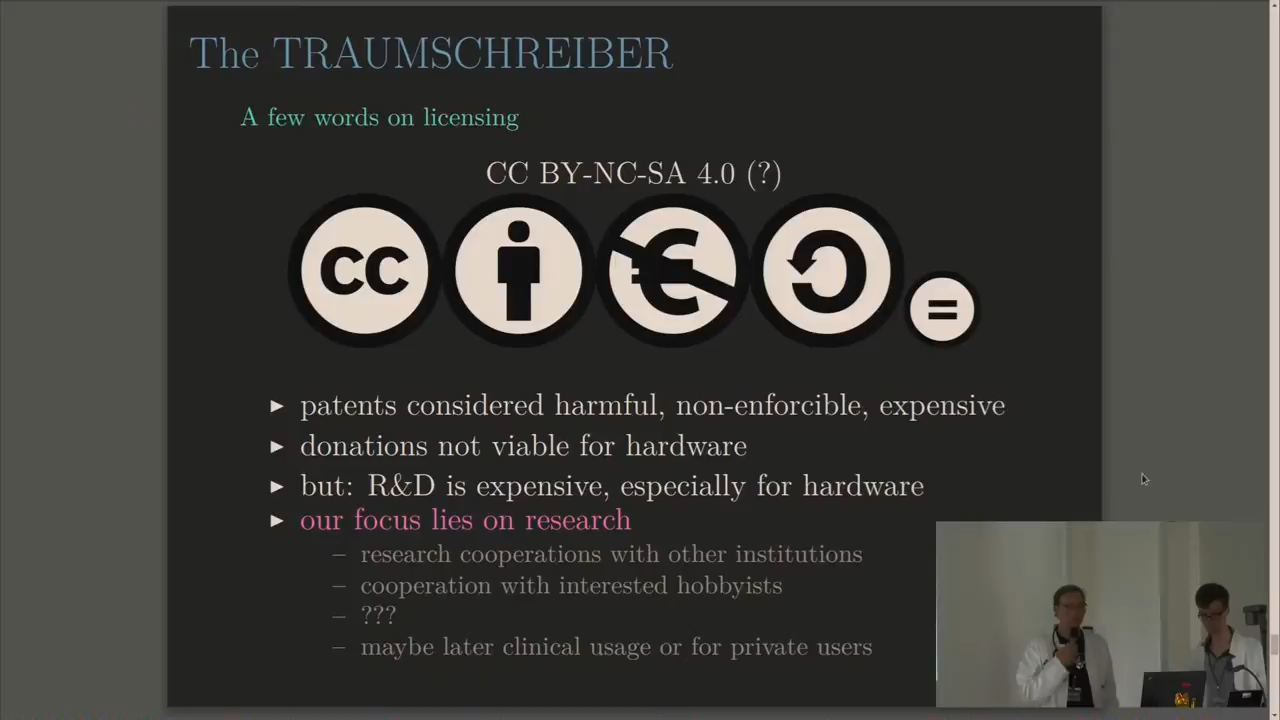 The TRAUMSCHREIBER
A few words on licensing
CC BY-NC-SA 4.0 (?)
cc
€
=
► patents considered harmful, non-enforcible, expensive
► donations not viable for hardware
► but: R&D is expensive, especially for hardware
► our focus lies on research
– research cooperations with other institutions
– cooperation with interested hobbyists
– ???
– maybe later clinical usage or for private users